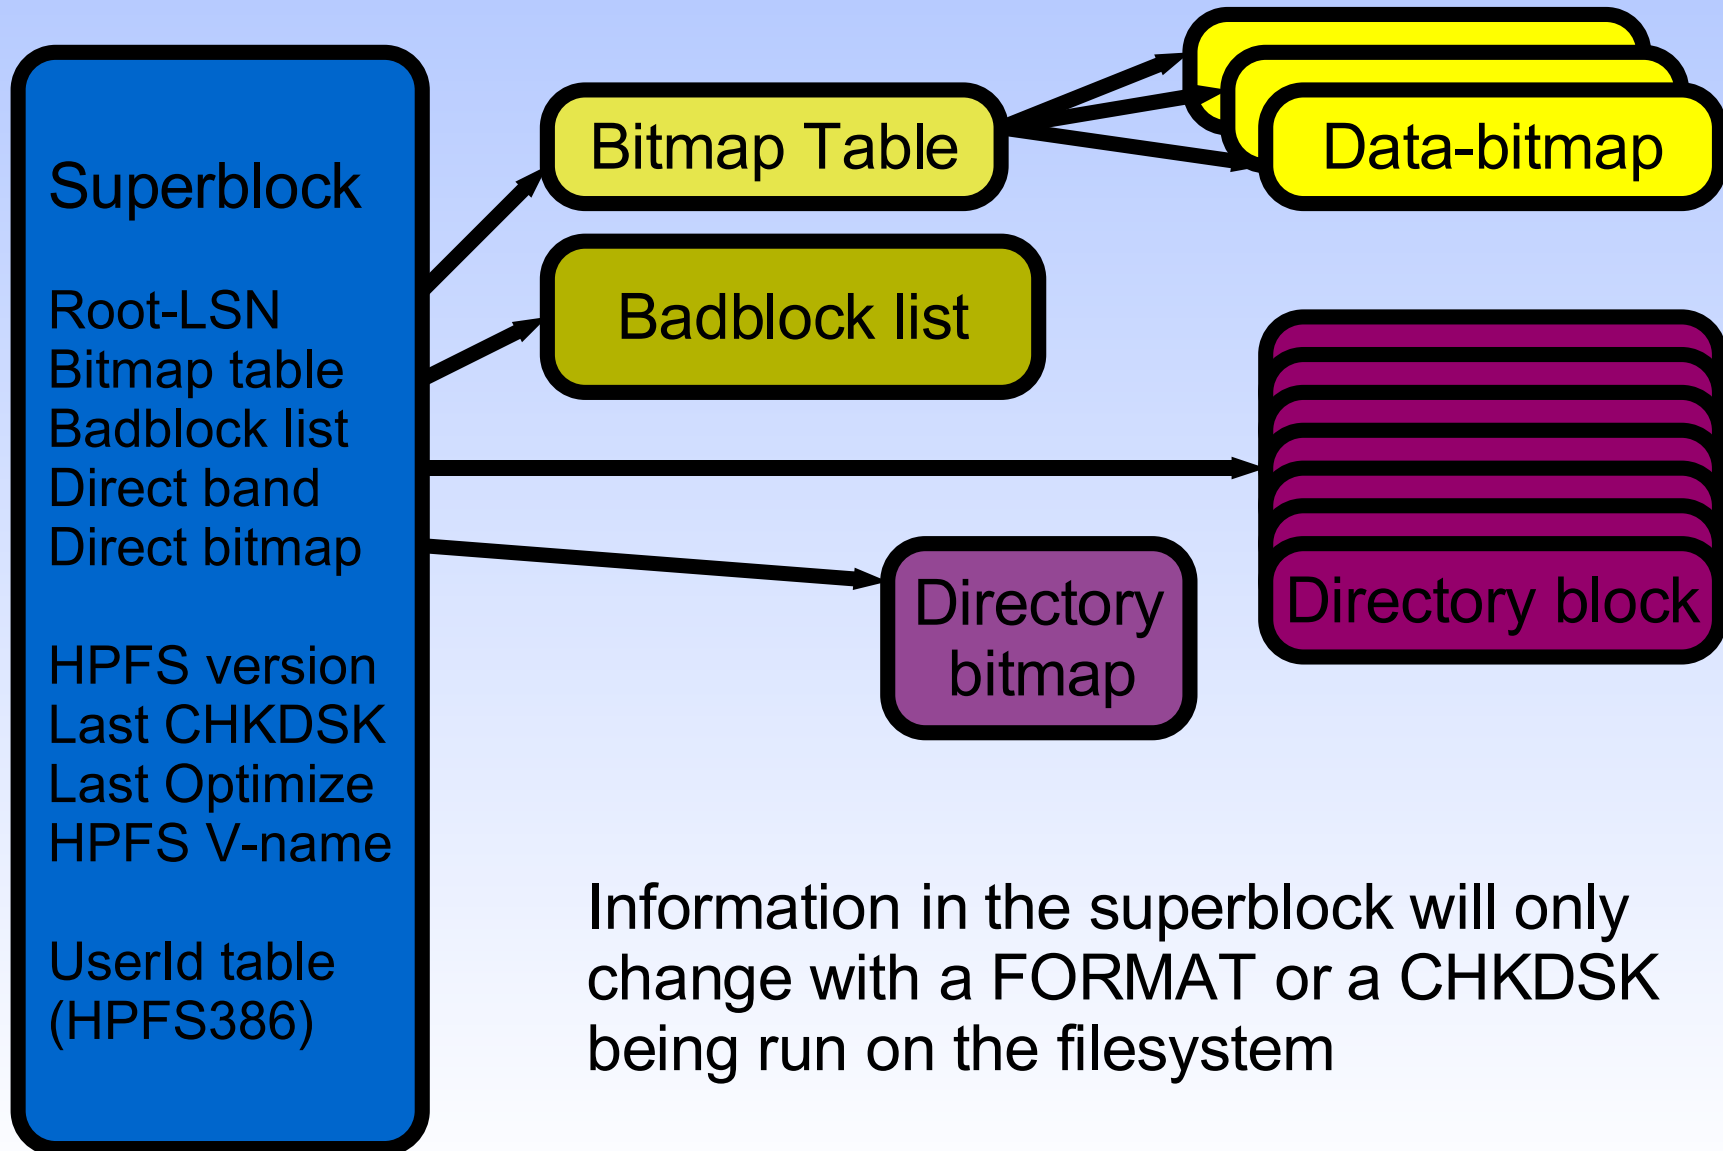 Superblock
Root-LSN
Bitmap table
Badblock list
Direct band
Direct bitmap
HPFS version
Last CHKDSK
Last Optimize
HPFS V-name
UserId table
(HPFS386)
Bitmap Table
Data-bitmap
Badblock list
Directory block
Directory
bitmap
Information in the superblock will only
change with a FORMAT or a CHKDSK
being run on the filesystem